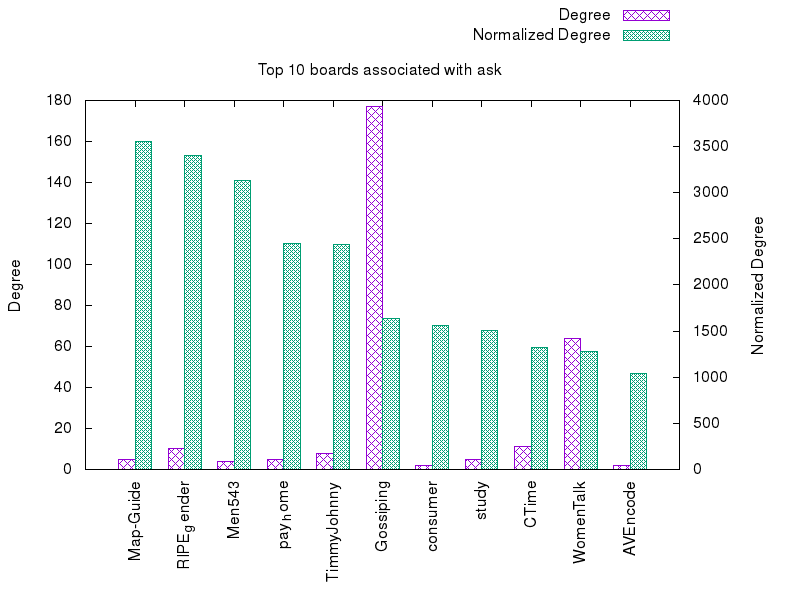 Degree
Normalized Degree
Top 10 boards associated with ask
180
160
140
120
100
80
60
40
20
0
4000
3500
3000
2500
2000
1500
1000
500
0
Degree
Normalized Degree
Map-Guide
RIPEgender
Men543
payhome
TimmyJohnny
Gossiping
consumer
study
CTime
WomenTalk
AVEncode